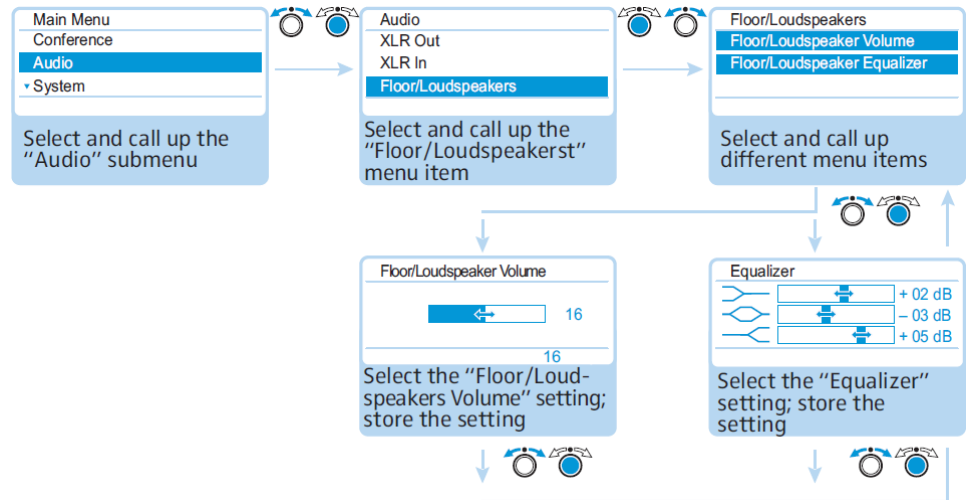 Main Menu
Conference
Audio
System
Select and call up the
"Audio" submenu
Audio
XLR Out
XLR In
Floor/Loudspeakers
Select and call up the
"Floor/Loudspeakerst"
menu item
Floor/Loudspeakers
Floor/Loudspeaker Volume
Floor/Loudspeaker Equalizer
Select and call up
different menu items
Floor/Loudspeaker Volume
16
16
Select the "Floor/Loud-
speakers Volume" setting;
store the setting
Equalizer
+ 02 dB
– 03 dB
+ 05 dB
Select the "Equalizer"
setting; store the
setting